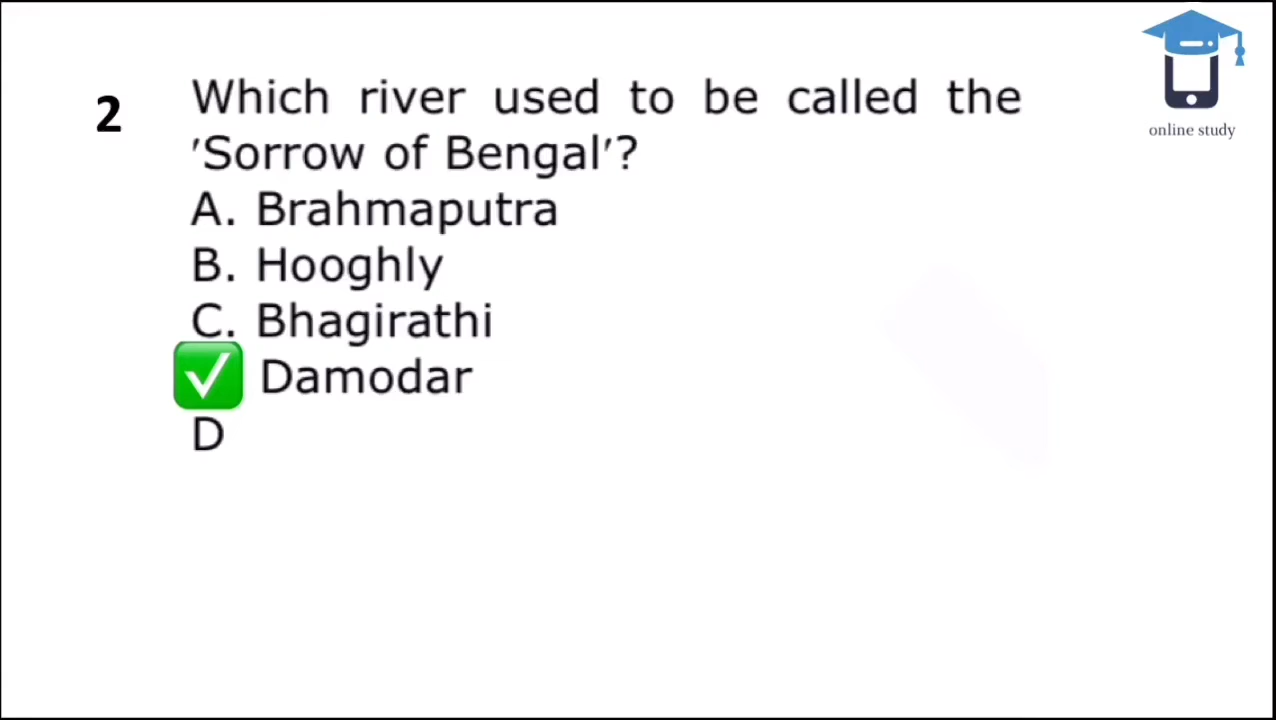 online study
2
Which river used to be called the
'Sorrow of Bengal'?
A. Brahmaputra
B. Hooghly
C. Bhagirathi
✅ Damodar
D